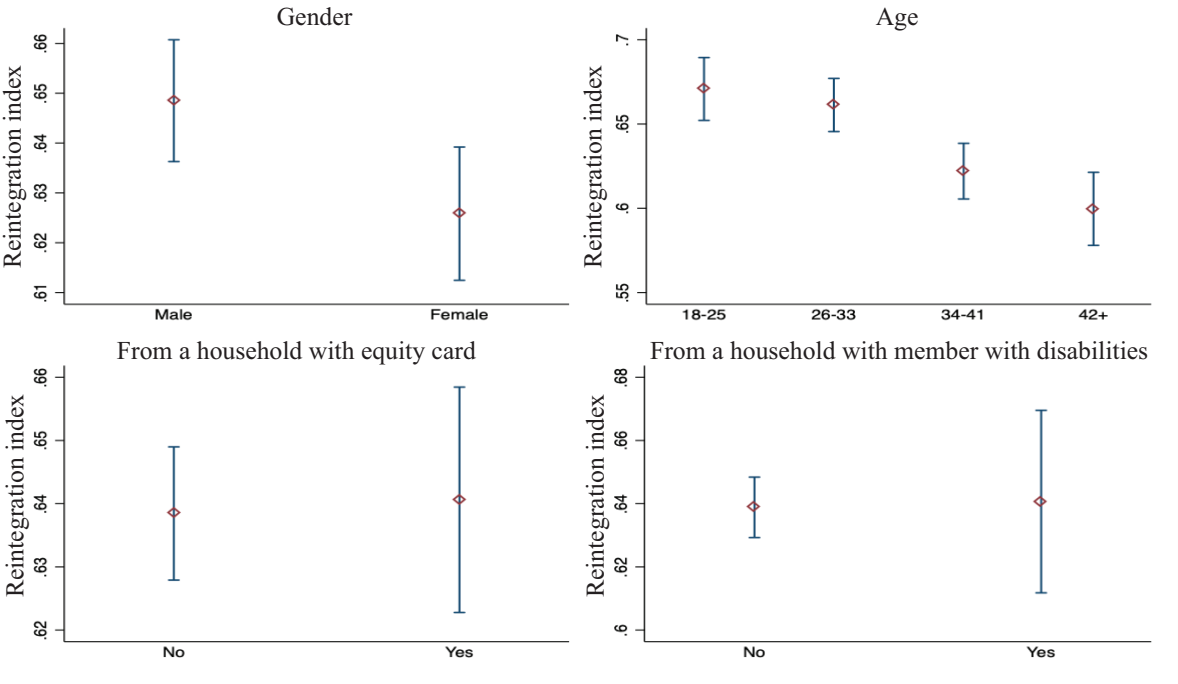 Gender
Reintegration index
.66
.65
.64
.63
.62
.61
Male Female
Age
Reintegration index
.7
.65
.6
.55
18-25 26-33 34-41 42+
From a household with equity card
Reintegration index
.66
.65
.64
.63
.62
No Yes
From a household with member with disabilities
Reintegration index
.68
.66
.64
.62
.6
No Yes